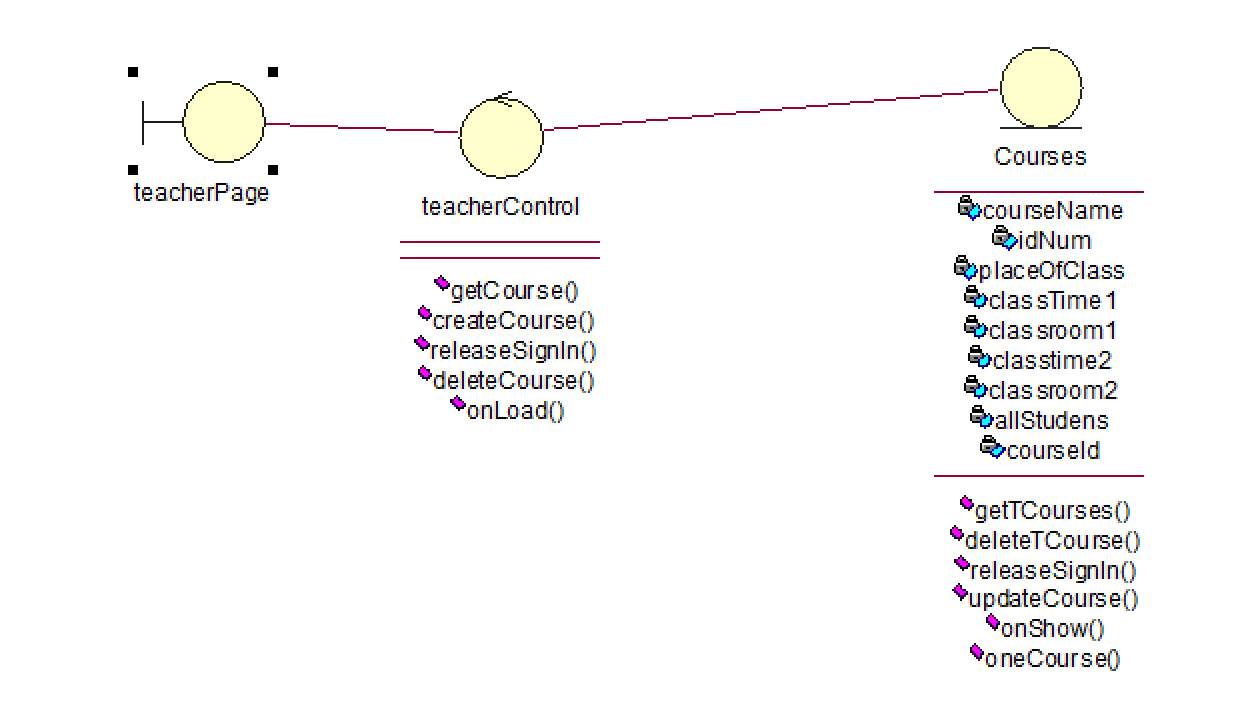 teacherPage
teacherControl
getCourse()
createCourse()
releaseSignIn()
deleteCourse()
onLoad()
Courses
courseName
idNum
placeOfClass
classTime1
classroom1
classtime2
classroom2
allStudens
courseId
getTCourses()
deleteTCourse()
releaseSignIn()
updateCourse()
onShow()
oneCourse()